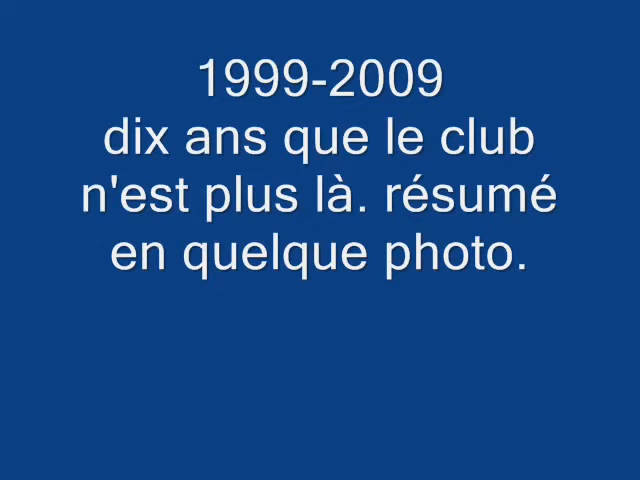 1999-2009
dix ans que le club
n'est plus là. résumé
en quelque photo.